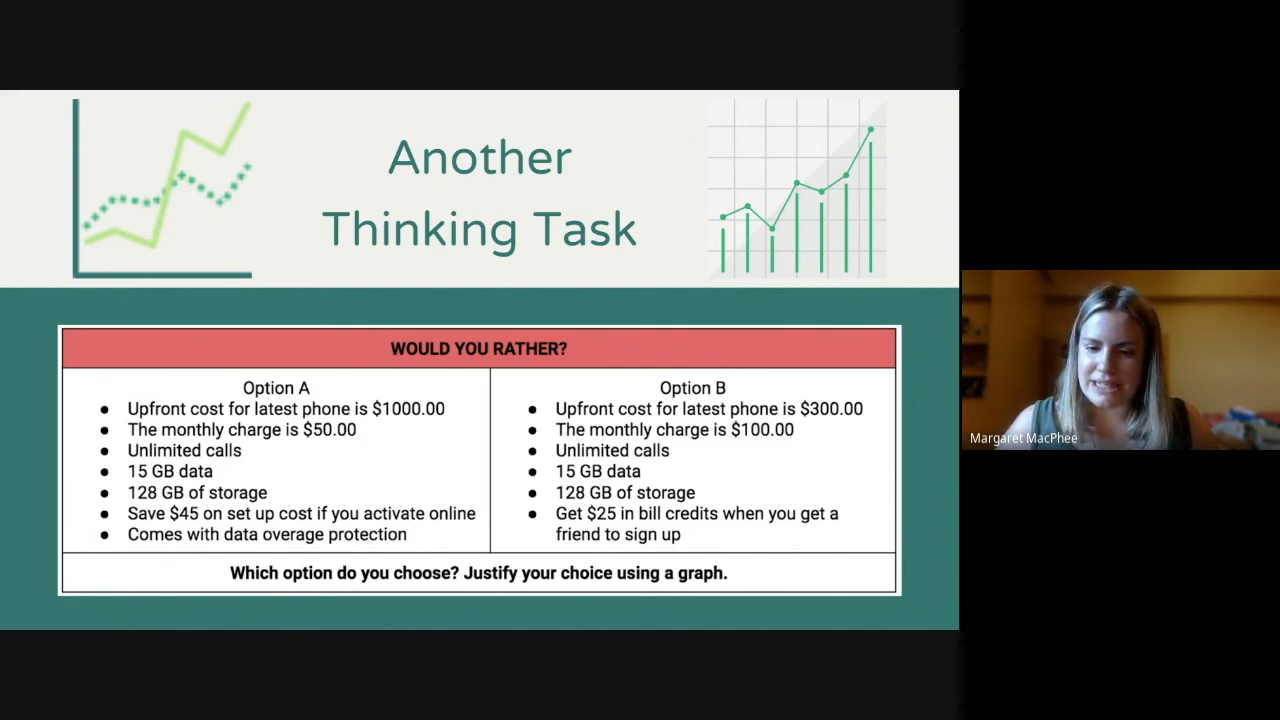 Another
Thinking Task
WOULD YOU RATHER?
Option A
● Upfront cost for latest phone is $1000.00
● The monthly charge is $50.00
● Unlimited calls
● 15 GB data
● 128 GB of storage
● Save $45 on set up cost if you activate online
● Comes with data overage protection
Option B
● Upfront cost for latest phone is $300.00
● The monthly charge is $100.00
● Unlimited calls
● 15 GB data
● 128 GB of storage
● Get $25 in bill credits when you get a
friend to sign up
Which option do you choose? Justify your choice using a graph.
Margaret MacPhee